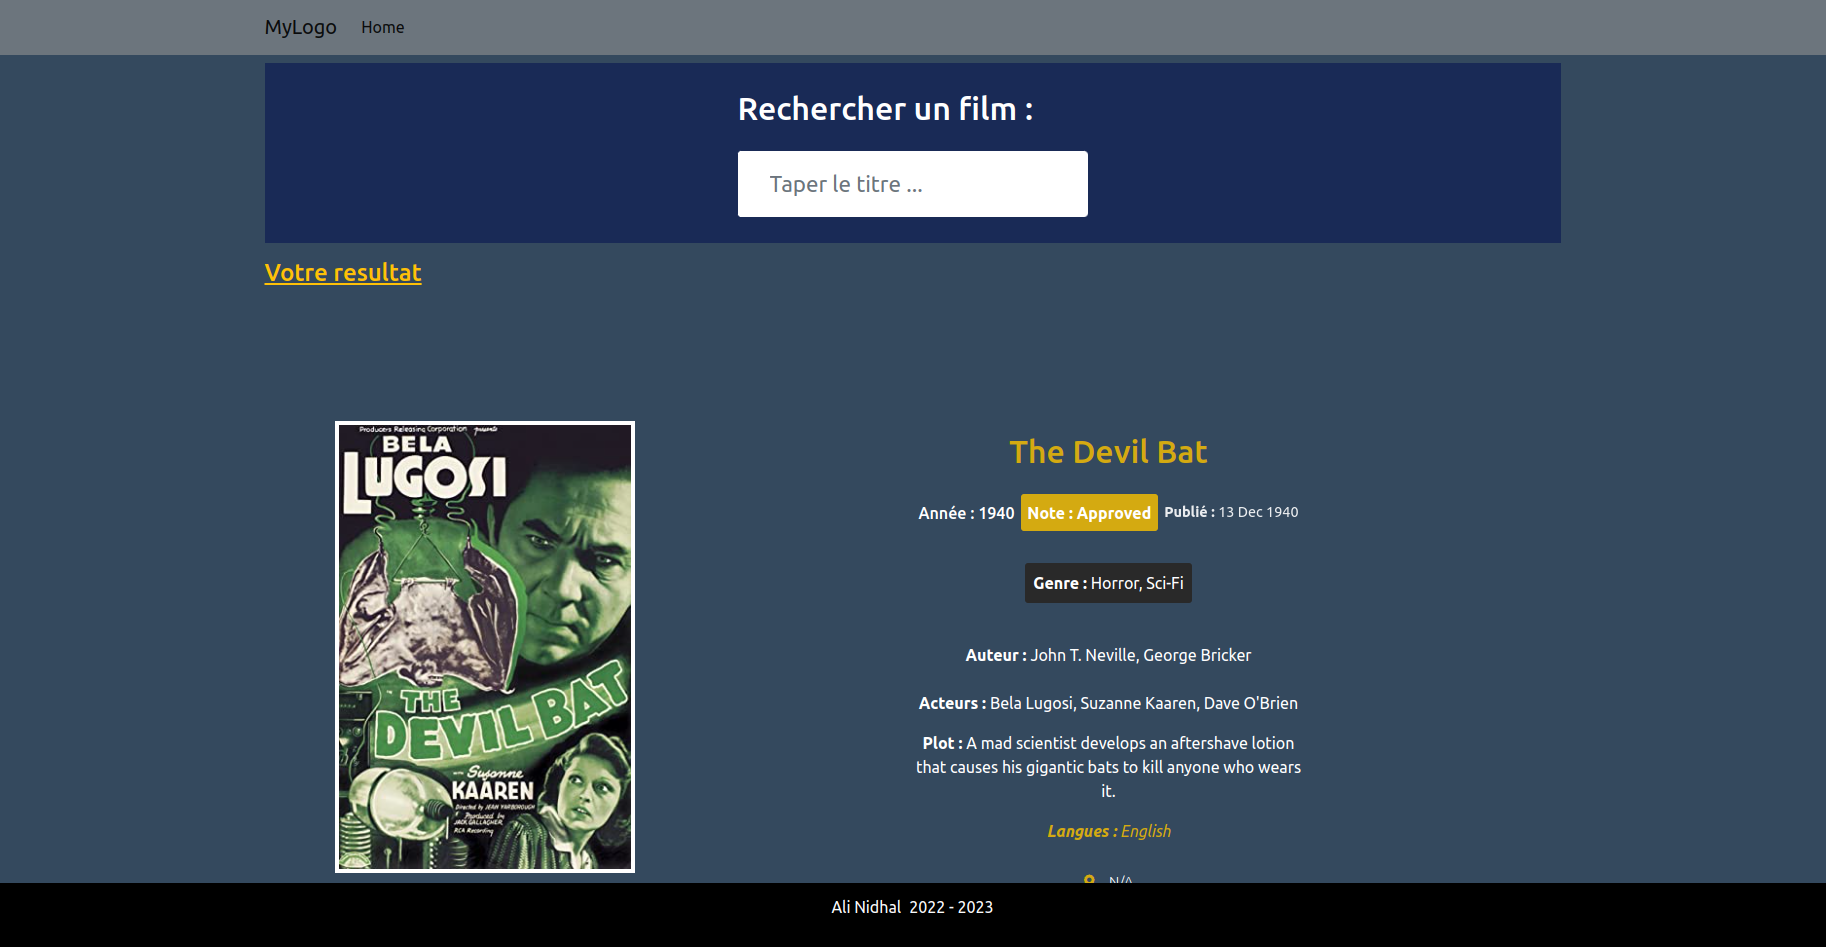 MyLogo Home
Rechercher un film :
Taper le titre ...
Votre resultat
Producers Releasing Corporation presents
BELA
LUGOSI
THE
DEVIL BAT
WITH Suzanne
KAAREN
Directed by JEAN YARBROUGH
Produced by
JACK GALLAGHER
RCA Recording
The Devil Bat
Année : 1940 Note : Approved Publié : 13 Dec 1940
Genre : Horror, Sci-Fi
Auteur : John T. Neville, George Bricker
Acteurs : Bela Lugosi, Suzanne Kaaren, Dave O'Brien
Plot : A mad scientist develops an aftershave lotion
that causes his gigantic bats to kill anyone who wears
it.
Langues : English
N/A
Ali Nidhal 2022 - 2023